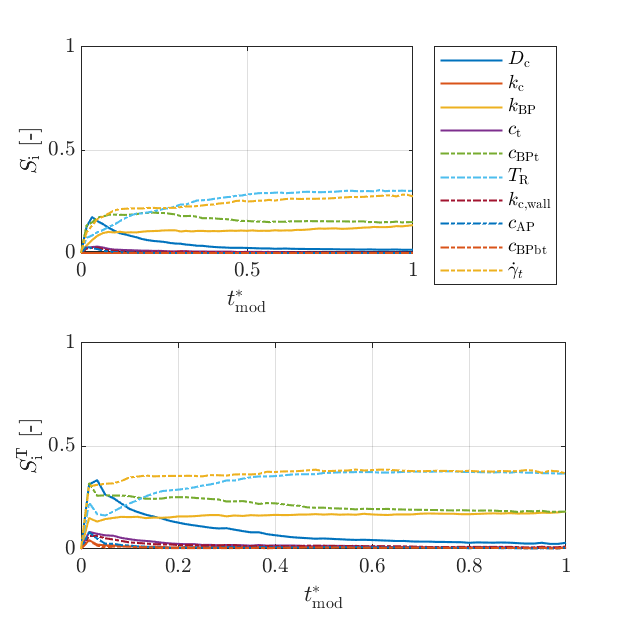 1
0.5
0
S_i [-]
0 0.5 1
t*_mod
D_c
k_c
k_BP
c_t
c_BPt
T_R
k_c,wall
c_AP
c_BPbt
γ̇_t
1
0.5
0
S_i^T [-]
0 0.2 0.4 0.6 0.8 1
t*_mod